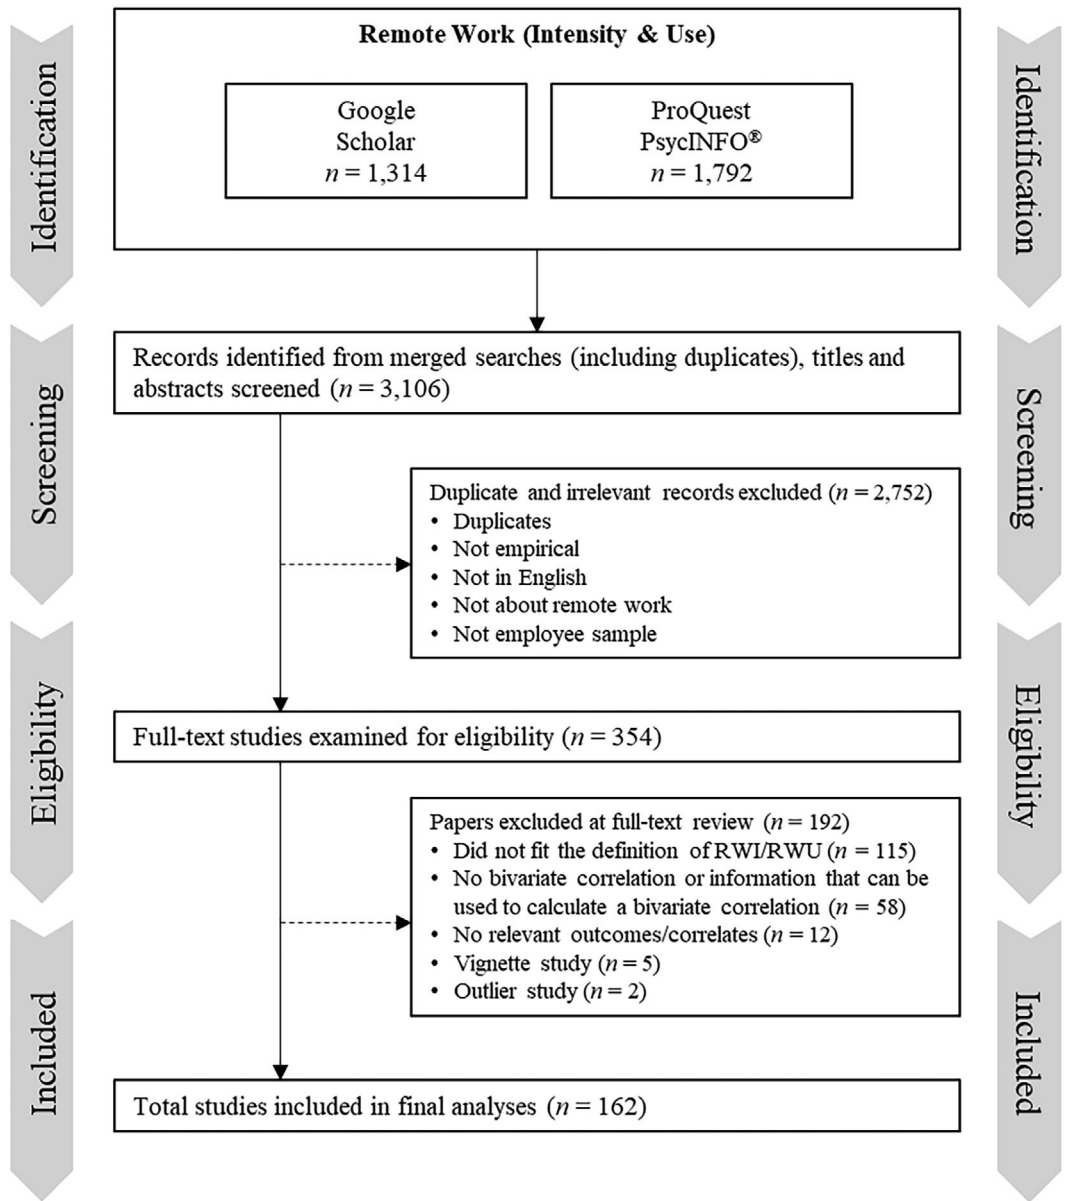 Remote Work (Intensity & Use)
Google
Scholar
n = 1,314
ProQuest
PsycINFO®
n = 1,792
Identification
Identification
Records identified from merged searches (including duplicates), titles and
abstracts screened (n = 3,106)
Screening
Screening
Duplicate and irrelevant records excluded (n = 2,752)
• Duplicates
• Not empirical
• Not in English
• Not about remote work
• Not employee sample
Full-text studies examined for eligibility (n = 354)
Eligibility
Eligibility
Papers excluded at full-text review (n = 192)
• Did not fit the definition of RWI/RWU (n = 115)
• No bivariate correlation or information that can be
used to calculate a bivariate correlation (n = 58)
• No relevant outcomes/correlates (n = 12)
• Vignette study (n = 5)
• Outlier study (n = 2)
Included
Included
Total studies included in final analyses (n = 162)